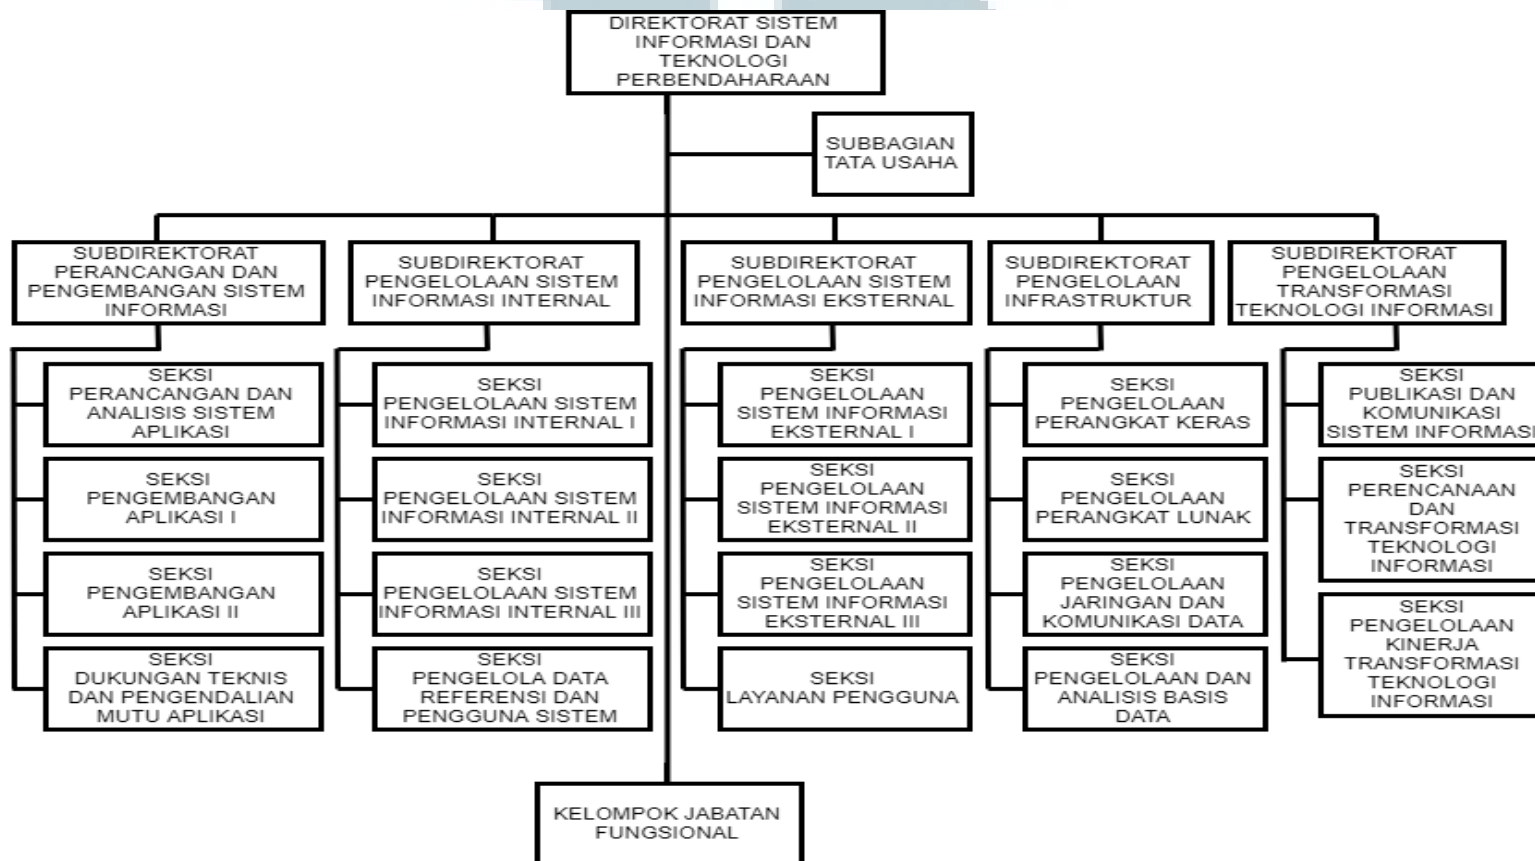 DIREKTORAT SISTEM
INFORMASI DAN
TEKNOLOGI
PERBENDAHARAAN
SUBBAGIAN
TATA USAHA
SUBDIREKTORAT
PERANCANGAN DAN
PENGEMBANGAN SISTEM
INFORMASI
SUBDIREKTORAT
PENGELOLAAN SISTEM
INFORMASI INTERNAL
SUBDIREKTORAT
PENGELOLAAN SISTEM
INFORMASI EKSTERNAL
SUBDIREKTORAT
PENGELOLAAN
INFRASTRUKTUR
SUBDIREKTORAT
PENGELOLAAN
TRANSFORMASI
TEKNOLOGI INFORMASI
SEKSI
PERANCANGAN DAN
ANALISIS SISTEM
APLIKASI
SEKSI
PENGEMBANGAN
APLIKASI I
SEKSI
PENGEMBANGAN
APLIKASI II
SEKSI
DUKUNGAN TEKNIS
DAN PENGENDALIAN
MUTU APLIKASI
SEKSI
PENGELOLAAN SISTEM
INFORMASI INTERNAL I
SEKSI
PENGELOLAAN SISTEM
INFORMASI INTERNAL II
SEKSI
PENGELOLAAN SISTEM
INFORMASI INTERNAL III
SEKSI
PENGELOLA DATA
REFERENSI DAN
PENGGUNA SISTEM
SEKSI
PENGELOLAAN
SISTEM INFORMASI
EKSTERNAL I
SEKSI
PENGELOLAAN
SISTEM INFORMASI
EKSTERNAL II
SEKSI
PENGELOLAAN
SISTEM INFORMASI
EKSTERNAL III
SEKSI
LAYANAN PENGGUNA
SEKSI
PENGELOLAAN
PERANGKAT KERAS
SEKSI
PENGELOLAAN
PERANGKAT LUNAK
SEKSI
PENGELOLAAN
JARINGAN DAN
KOMUNIKASI DATA
SEKSI
PENGELOLAAN DAN
ANALISIS BASIS
DATA
SEKSI
PUBLIKASI DAN
KOMUNIKASI
SISTEM INFORMASI
SEKSI
PERENCANAAN
DAN
TRANSFORMASI
TEKNOLOGI
INFORMASI
SEKSI
PENGELOLAAN
KINERJA
TRANSFORMASI
TEKNOLOGI
INFORMASI
KELOMPOK JABATAN
FUNGSIONAL